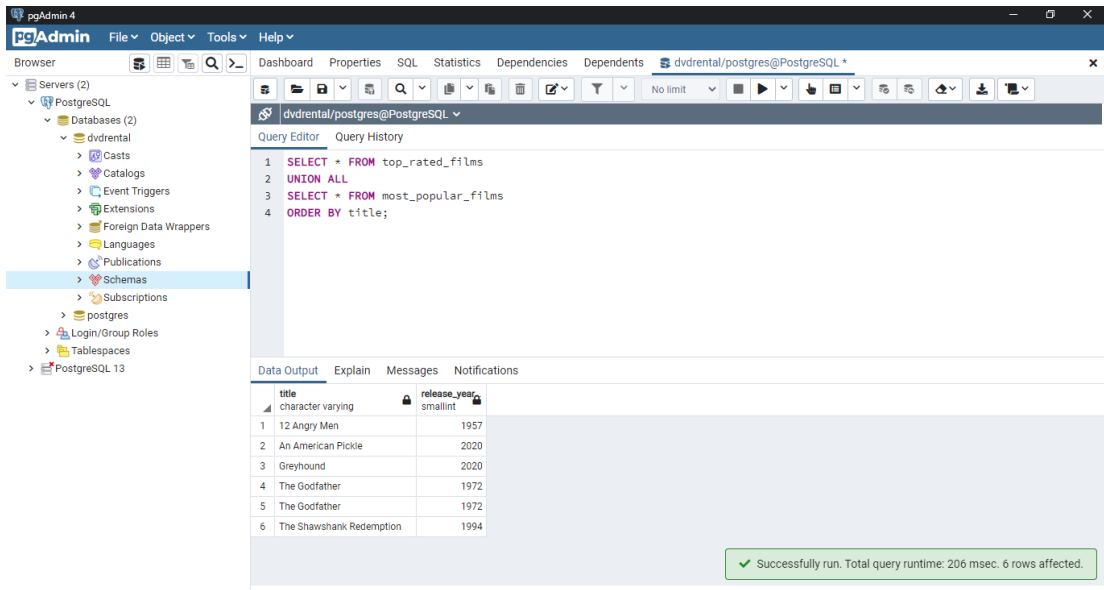 pgAdmin 4
pgAdmin File Object Tools Help
Browser
Dashboard Properties SQL Statistics Dependencies Dependents dvdrental/postgres@PostgreSQL *
Servers (2)
PostgreSQL
Databases (2)
dvdrental
Casts
Catalogs
Event Triggers
Extensions
Foreign Data Wrappers
Languages
Publications
Schemas
Subscriptions
postgres
Login/Group Roles
Tablespaces
PostgreSQL 13
No limit
dvdrental/postgres@PostgreSQL
Query Editor Query History
1 SELECT * FROM top_rated_films
2 UNION ALL
3 SELECT * FROM most_popular_films
4 ORDER BY title;
Data Output Explain Messages Notifications
title release_year
character varying smallint
1 12 Angry Men 1957
2 An American Pickle 2020
3 Greyhound 2020
4 The Godfather 1972
5 The Godfather 1972
6 The Shawshank Redemption 1994
Successfully run. Total query runtime: 206 msec. 6 rows affected.